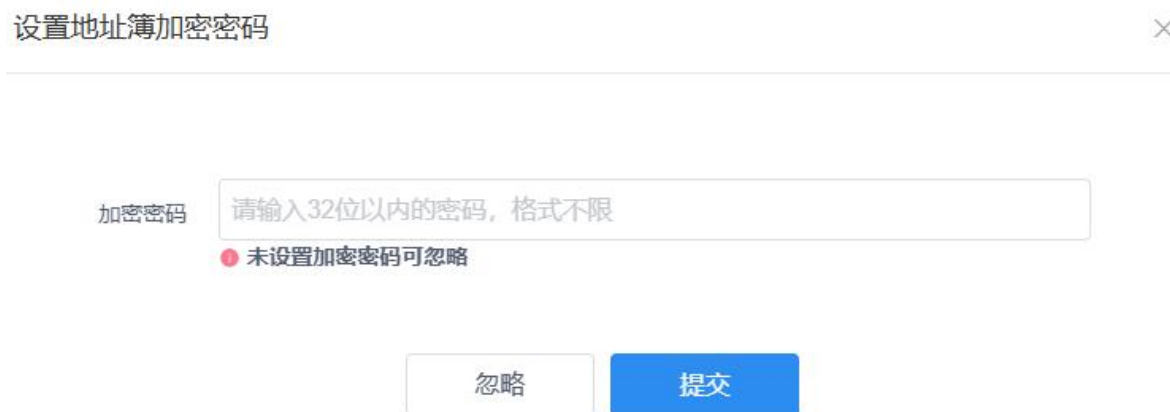 设置地址簿加密密码
加密密码
请输入32位以内的密码，格式不限
未设置加密密码可忽略
忽略
提交